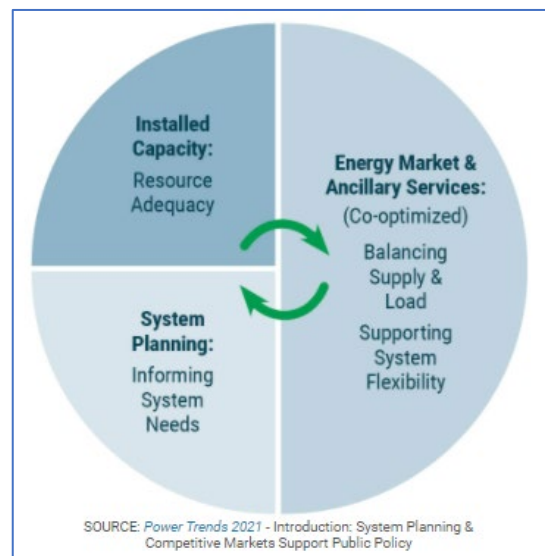 Installed
Capacity:
Resource
Adequacy
Energy Market &
Ancillary Services:
(Co-optimized)
Balancing
Supply &
Load
Supporting
System
Flexibility
System
Planning:
Informing
System
Needs
SOURCE: Power Trends 2021 - Introduction: System Planning &
Competitive Markets Support Public Policy